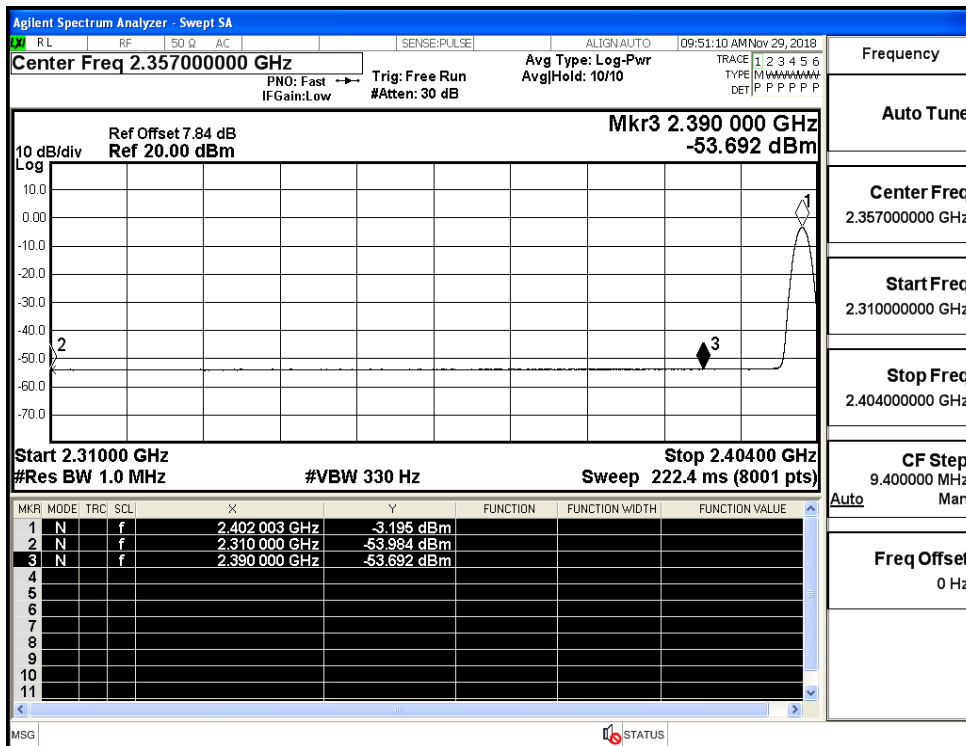 Agilent Spectrum Analyzer - Swept SA
LXI RL RF 50 Ω AC SENSE:PULSE ALIGN AUTO 09:51:10 AM Nov 29, 2018
Center Freq 2.357000000 GHz
PNO: Fast
IFGain:Low
Trig: Free Run
#Atten: 30 dB
Avg Type: Log-Pwr
Avg|Hold: 10/10
TRACE 1 2 3 4 5 6
TYPE M W W W W W
DET P P P P P P
Ref Offset 7.84 dB
10 dB/div Ref 20.00 dBm
Log
Mkr3 2.390 000 GHz
-53.692 dBm
10.0
0.00
-10.0
-20.0
-30.0
-40.0
-50.0
-60.0
-70.0
1
2
3
Start 2.31000 GHz Stop 2.40400 GHz
#Res BW 1.0 MHz #VBW 330 Hz Sweep 222.4 ms (8001 pts)
MKR MODE TRC SCL X Y FUNCTION FUNCTION WIDTH FUNCTION VALUE
1 N f 2.402 003 GHz -3.195 dBm
2 N f 2.310 000 GHz -53.984 dBm
3 N f 2.390 000 GHz -53.692 dBm
4
5
6
7
8
9
10
11
MSG STATUS
Frequency
Auto Tune
Center Freq
2.357000000 GHz
Start Freq
2.310000000 GHz
Stop Freq
2.404000000 GHz
CF Step
9.400000 MHz
Auto Man
Freq Offset
0 Hz